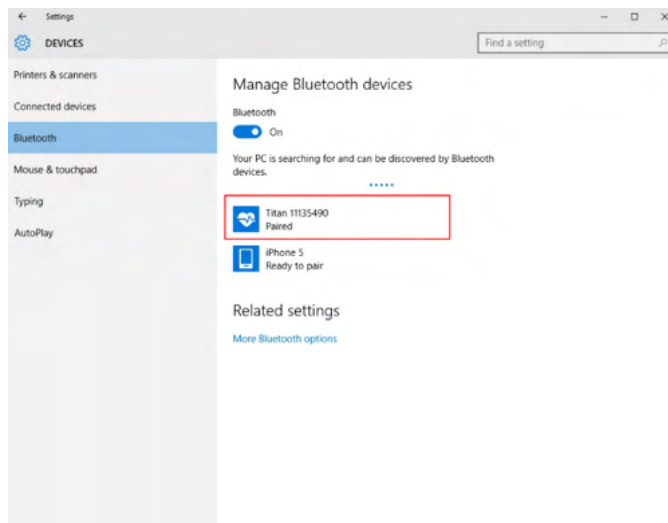 Settings
DEVICES
Find a setting
Printers & scanners
Connected devices
Bluetooth
Mouse & touchpad
Typing
AutoPlay
Manage Bluetooth devices
Bluetooth
On
Your PC is searching for and can be discovered by Bluetooth
devices.
Titan 11135490
Paired
iPhone 5
Ready to pair
Related settings
More Bluetooth options